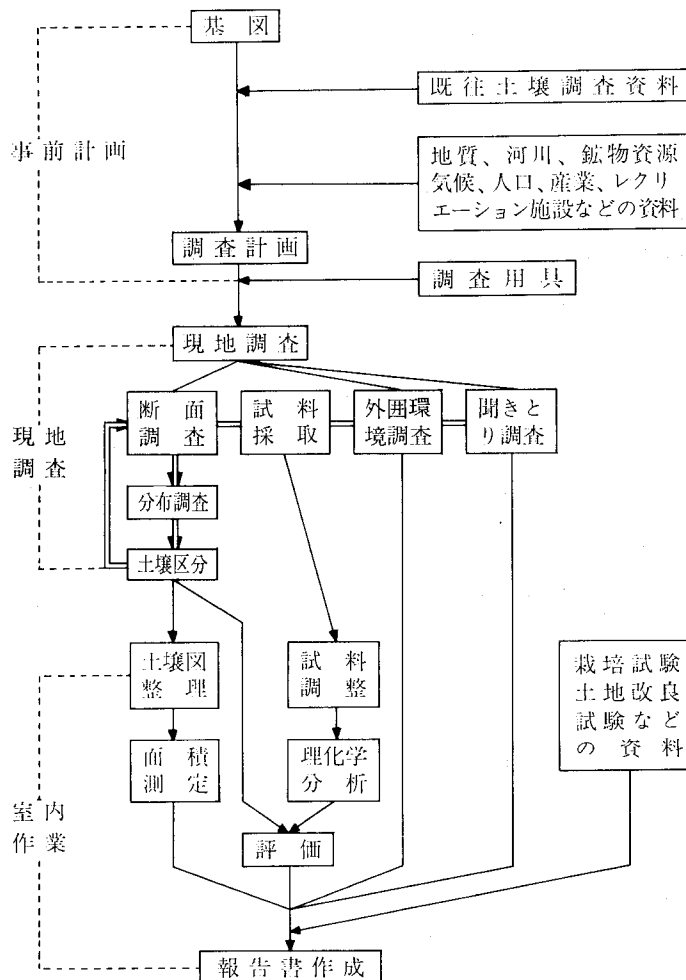 基図
既往土壌調査資料
事前計画
地質、河川、鉱物資源
気候、人口、産業、レクリ
エーション施設などの資料
調査計画
調査用具
現地調査
断面
調査
試料
採取
外囲環
境調査
聞きと
り調査
現地
調査
分布調査
土壌区分
土壌図
整理
試料
調整
栽培試験
土地改良
試験など
の資料
面積
測定
理化学
分析
室内
作業
評価
報告書作成